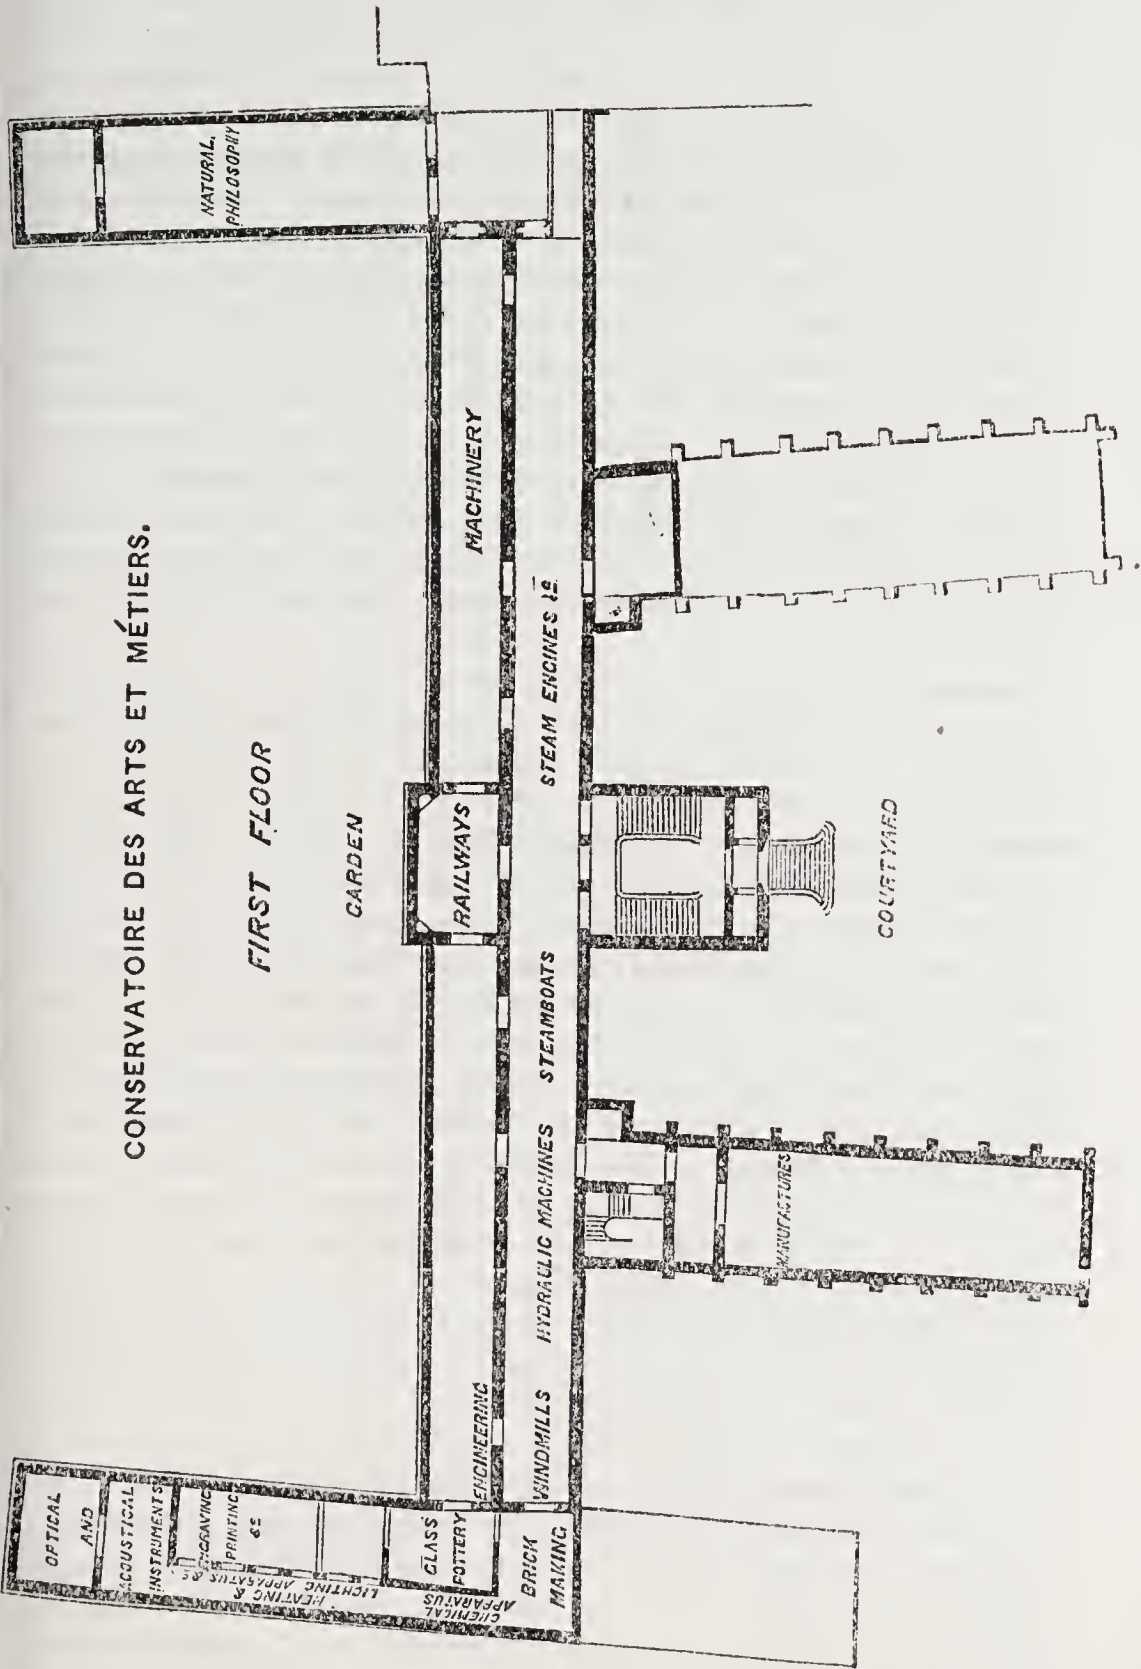 CONSERVATOIRE DES ARTS ET MÉTIERS.
FIRST FLOOR
GARDEN
OPTICAL
AND
ACOUSTICAL
INSTRUMENTS
ENGRAVING
PRINTING
&c
HEATING &
LIGHTING APPARATUS &c
GLASS
POTTERY
CHEMICAL
APPARATUS
BRICK
MAKING
ENGINEERING
RAILWAYS
MACHINERY
NATURAL.
PHILOSOPHY
WINDMILLS
HYDRAULIC MACHINES
STEAMBOATS
STEAM ENGINES &c
MANUFACTURES
COURTYARD